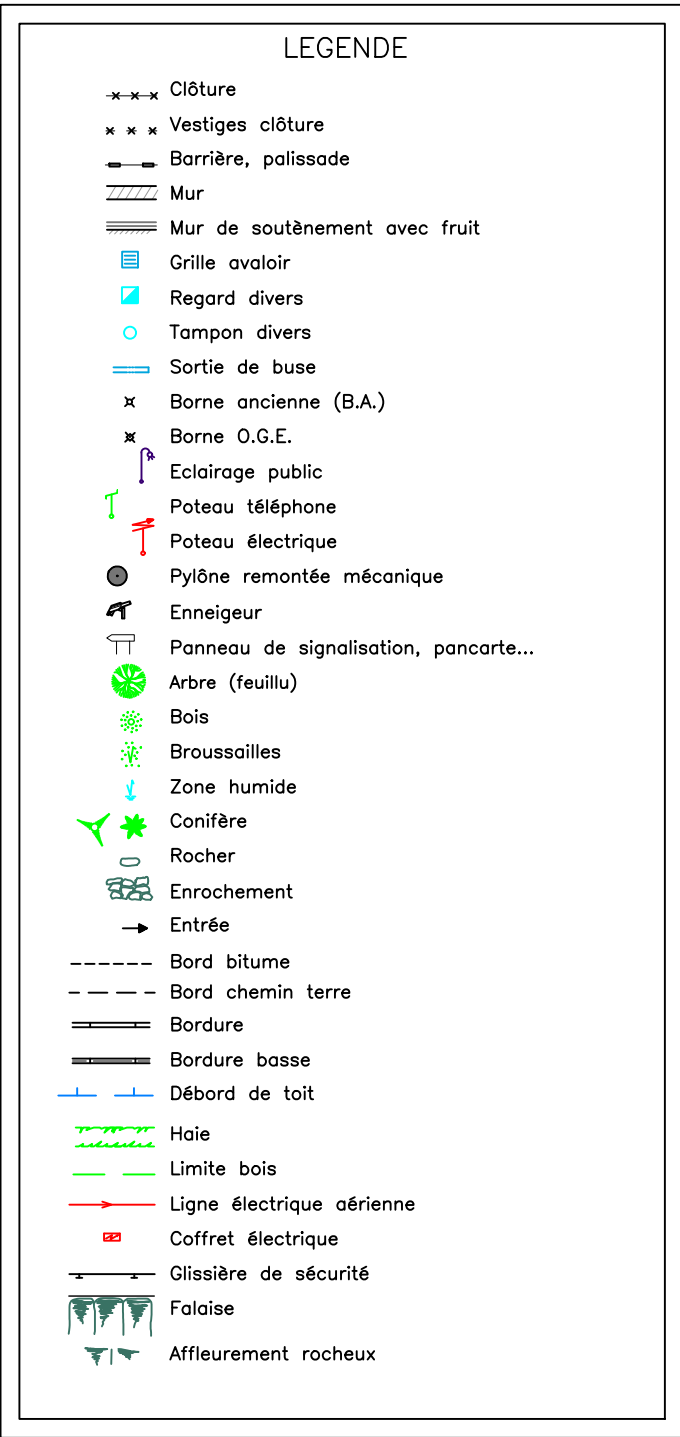 LEGENDE
Clôture
Vestiges clôture
Barrière, palissade
Mur
Mur de soutènement avec fruit
Grille avaloir
Regard divers
Tampon divers
Sortie de buse
Borne ancienne (B.A.)
Borne O.G.E.
Eclairage public
Poteau téléphone
Poteau électrique
Pylône remontée mécanique
Enneigeur
Panneau de signalisation, pancarte...
Arbre (feuillu)
Bois
Broussailles
Zone humide
Conifère
Rocher
Enrochement
Entrée
Bord bitume
Bord chemin terre
Bordure
Bordure basse
Débord de toit
Haie
Limite bois
Ligne électrique aérienne
Coffret électrique
Glissière de sécurité
Falaise
Affleurement rocheux